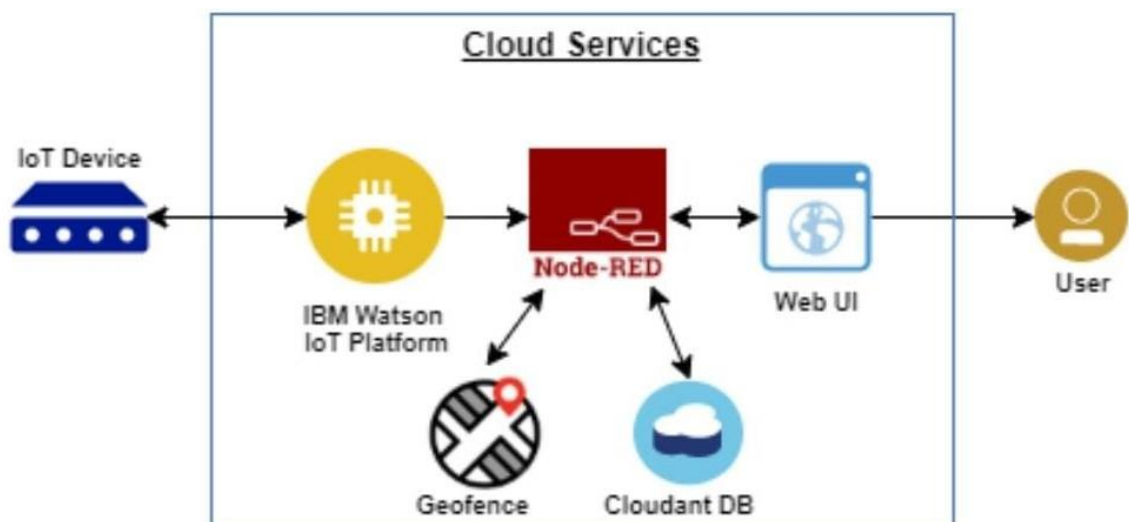 Cloud Services
IoT Device
Node-RED
IBM Watson
IoT Platform
Web UI
User
Geofence
Cloudant DB